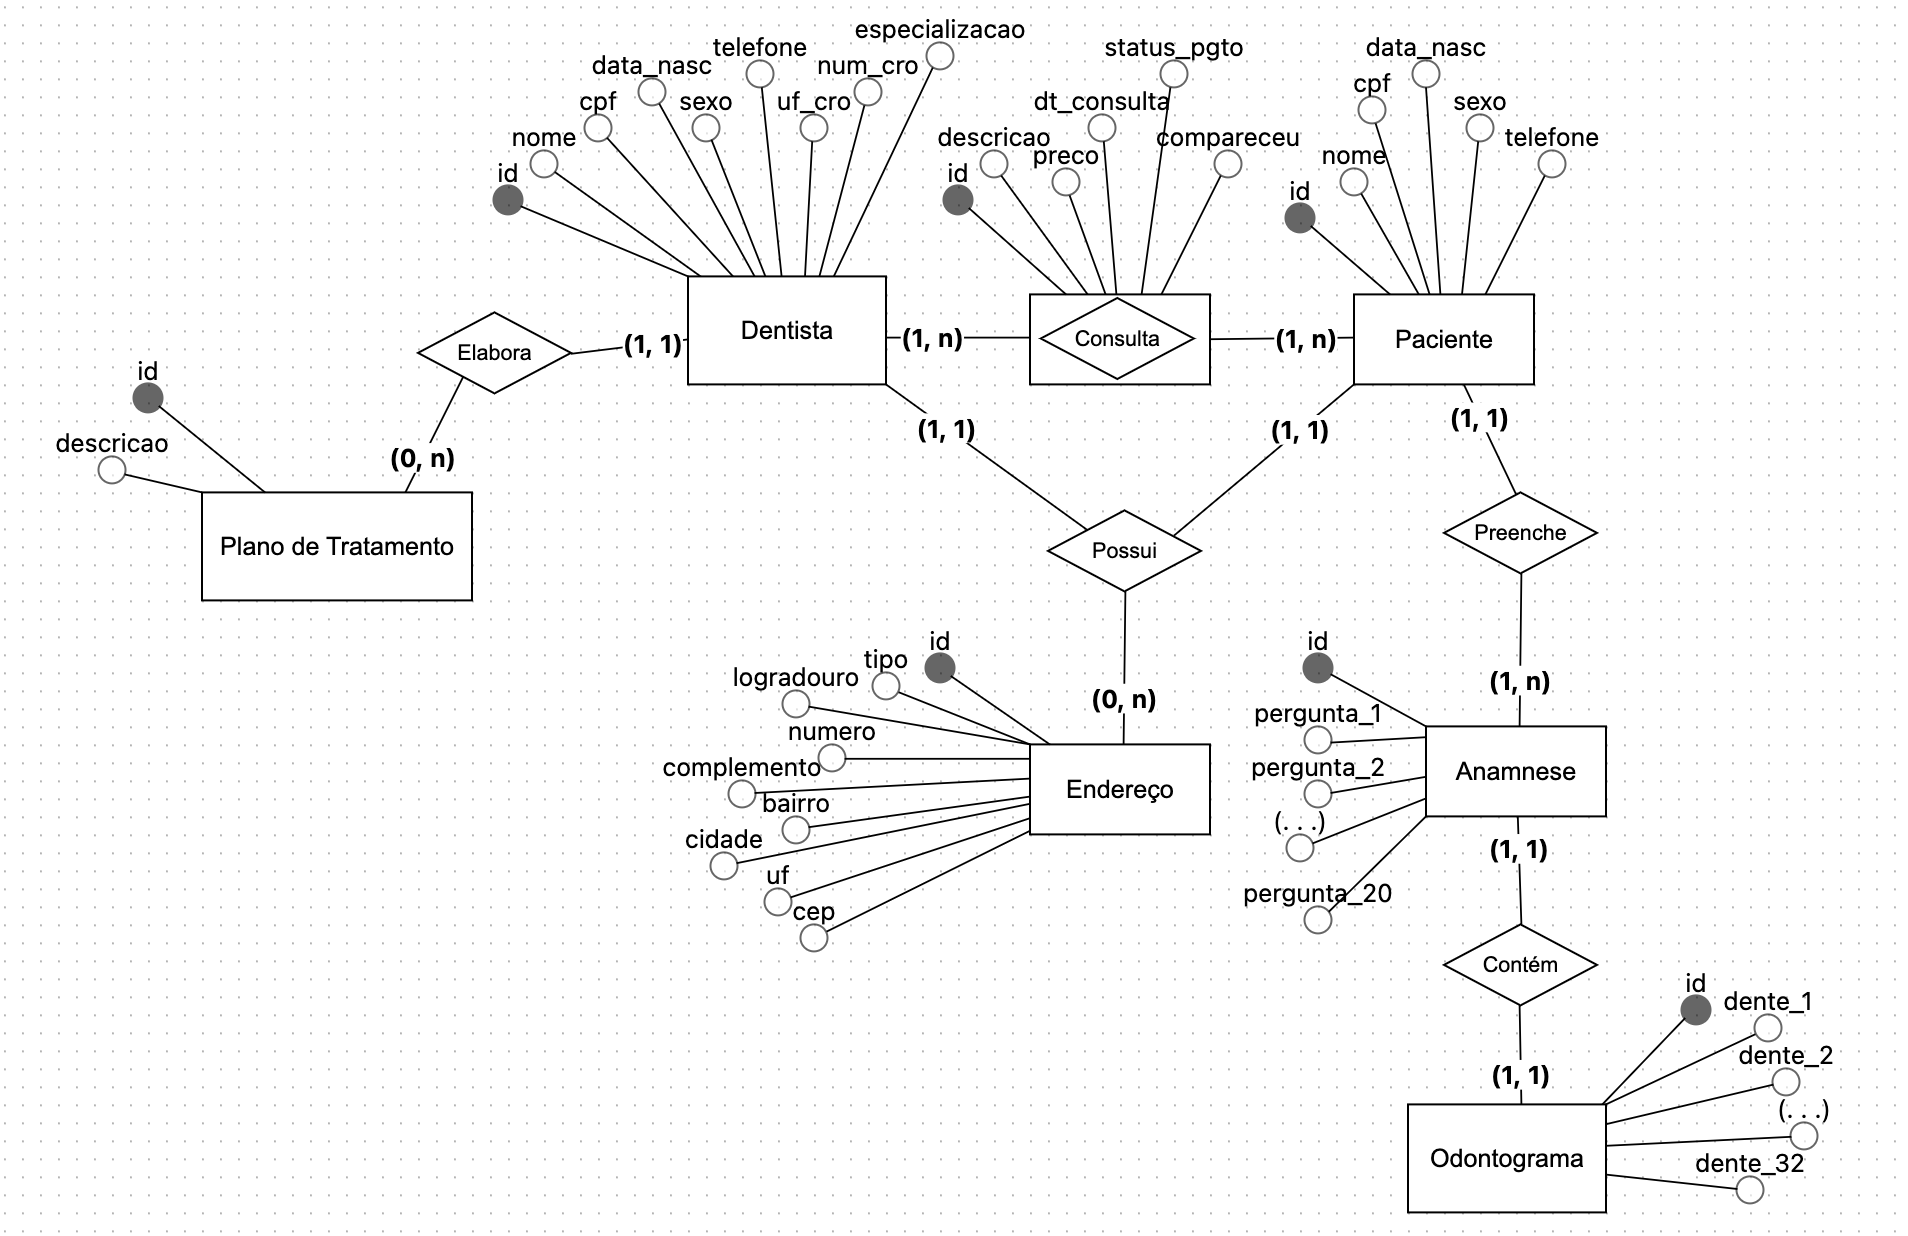 especializacao
telefone
data_nasc
num_cro
cpf
sexo
uf_cro
nome
id
status_pgto
dt_consulta
descricao
preco
compareceu
id
data_nasc
cpf
sexo
nome
telefone
id
Dentista
(1, n)
Consulta
(1, n)
Paciente
Elabora
(1, 1)
id
descricao
(0, n)
Plano de Tratamento
(1, 1)
(1, 1)
(1, 1)
Possui
Preenche
(0, n)
(1, n)
id
tipo
logradouro
numero
complemento
bairro
cidade
uf
cep
Endereço
id
pergunta_1
pergunta_2
(. . .)
pergunta_20
Anamnese
(1, 1)
Contém
(1, 1)
id
dente_1
dente_2
(. . .)
dente_32
Odontograma